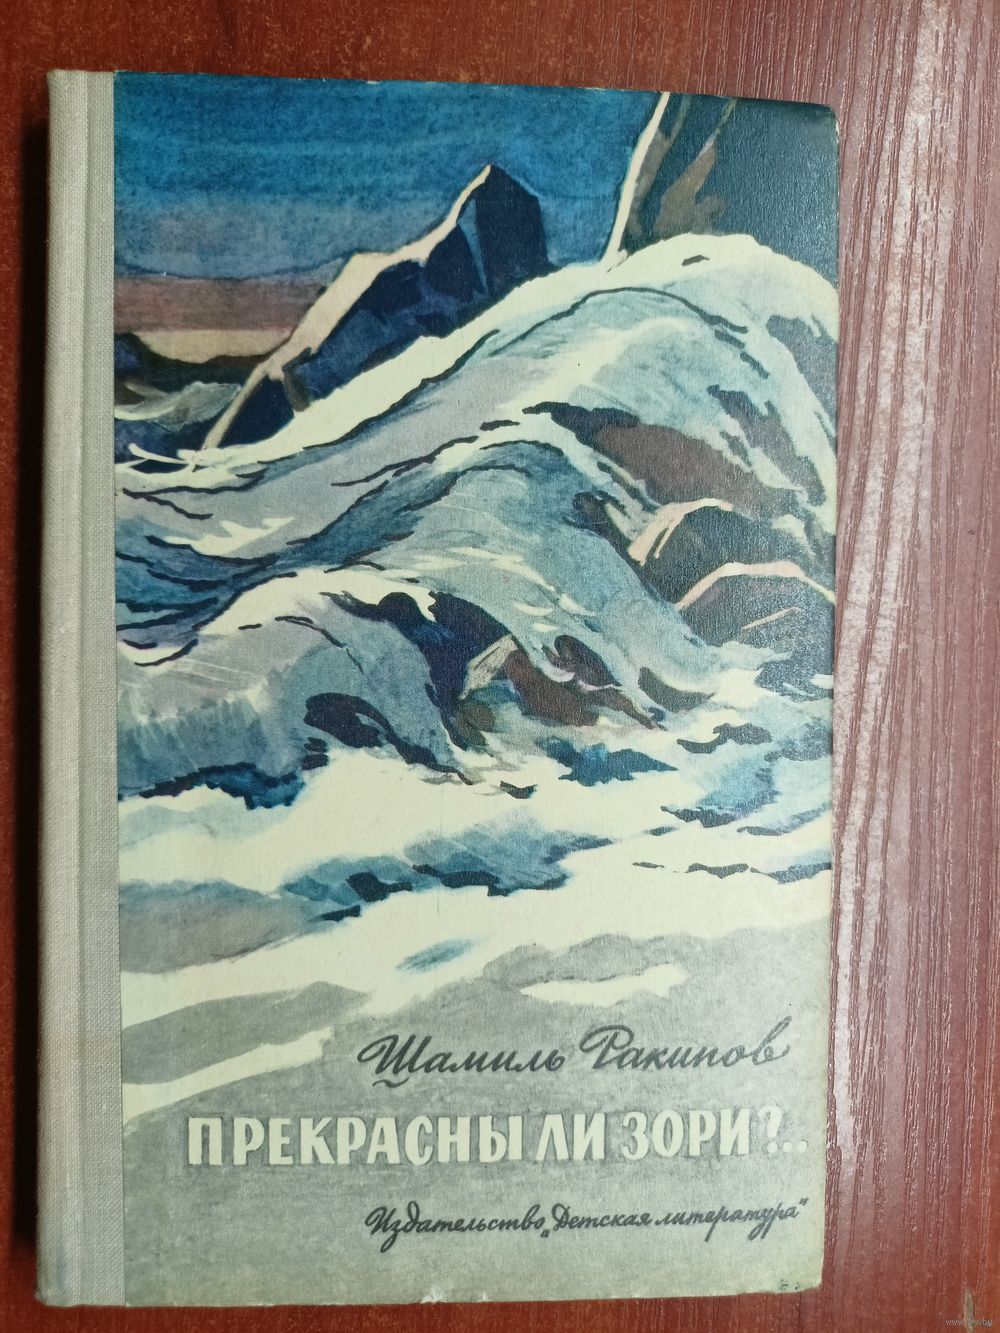 Шамиль Ракипов
ПРЕКРАСНЫ ЛИ ЗОРИ?..
Издательство „Детская литература"